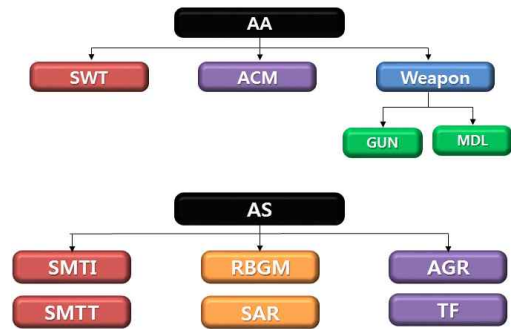 AA
SWT ACM Weapon
GUN MDL
AS
SMTI RBGM AGR
SMTT SAR TF